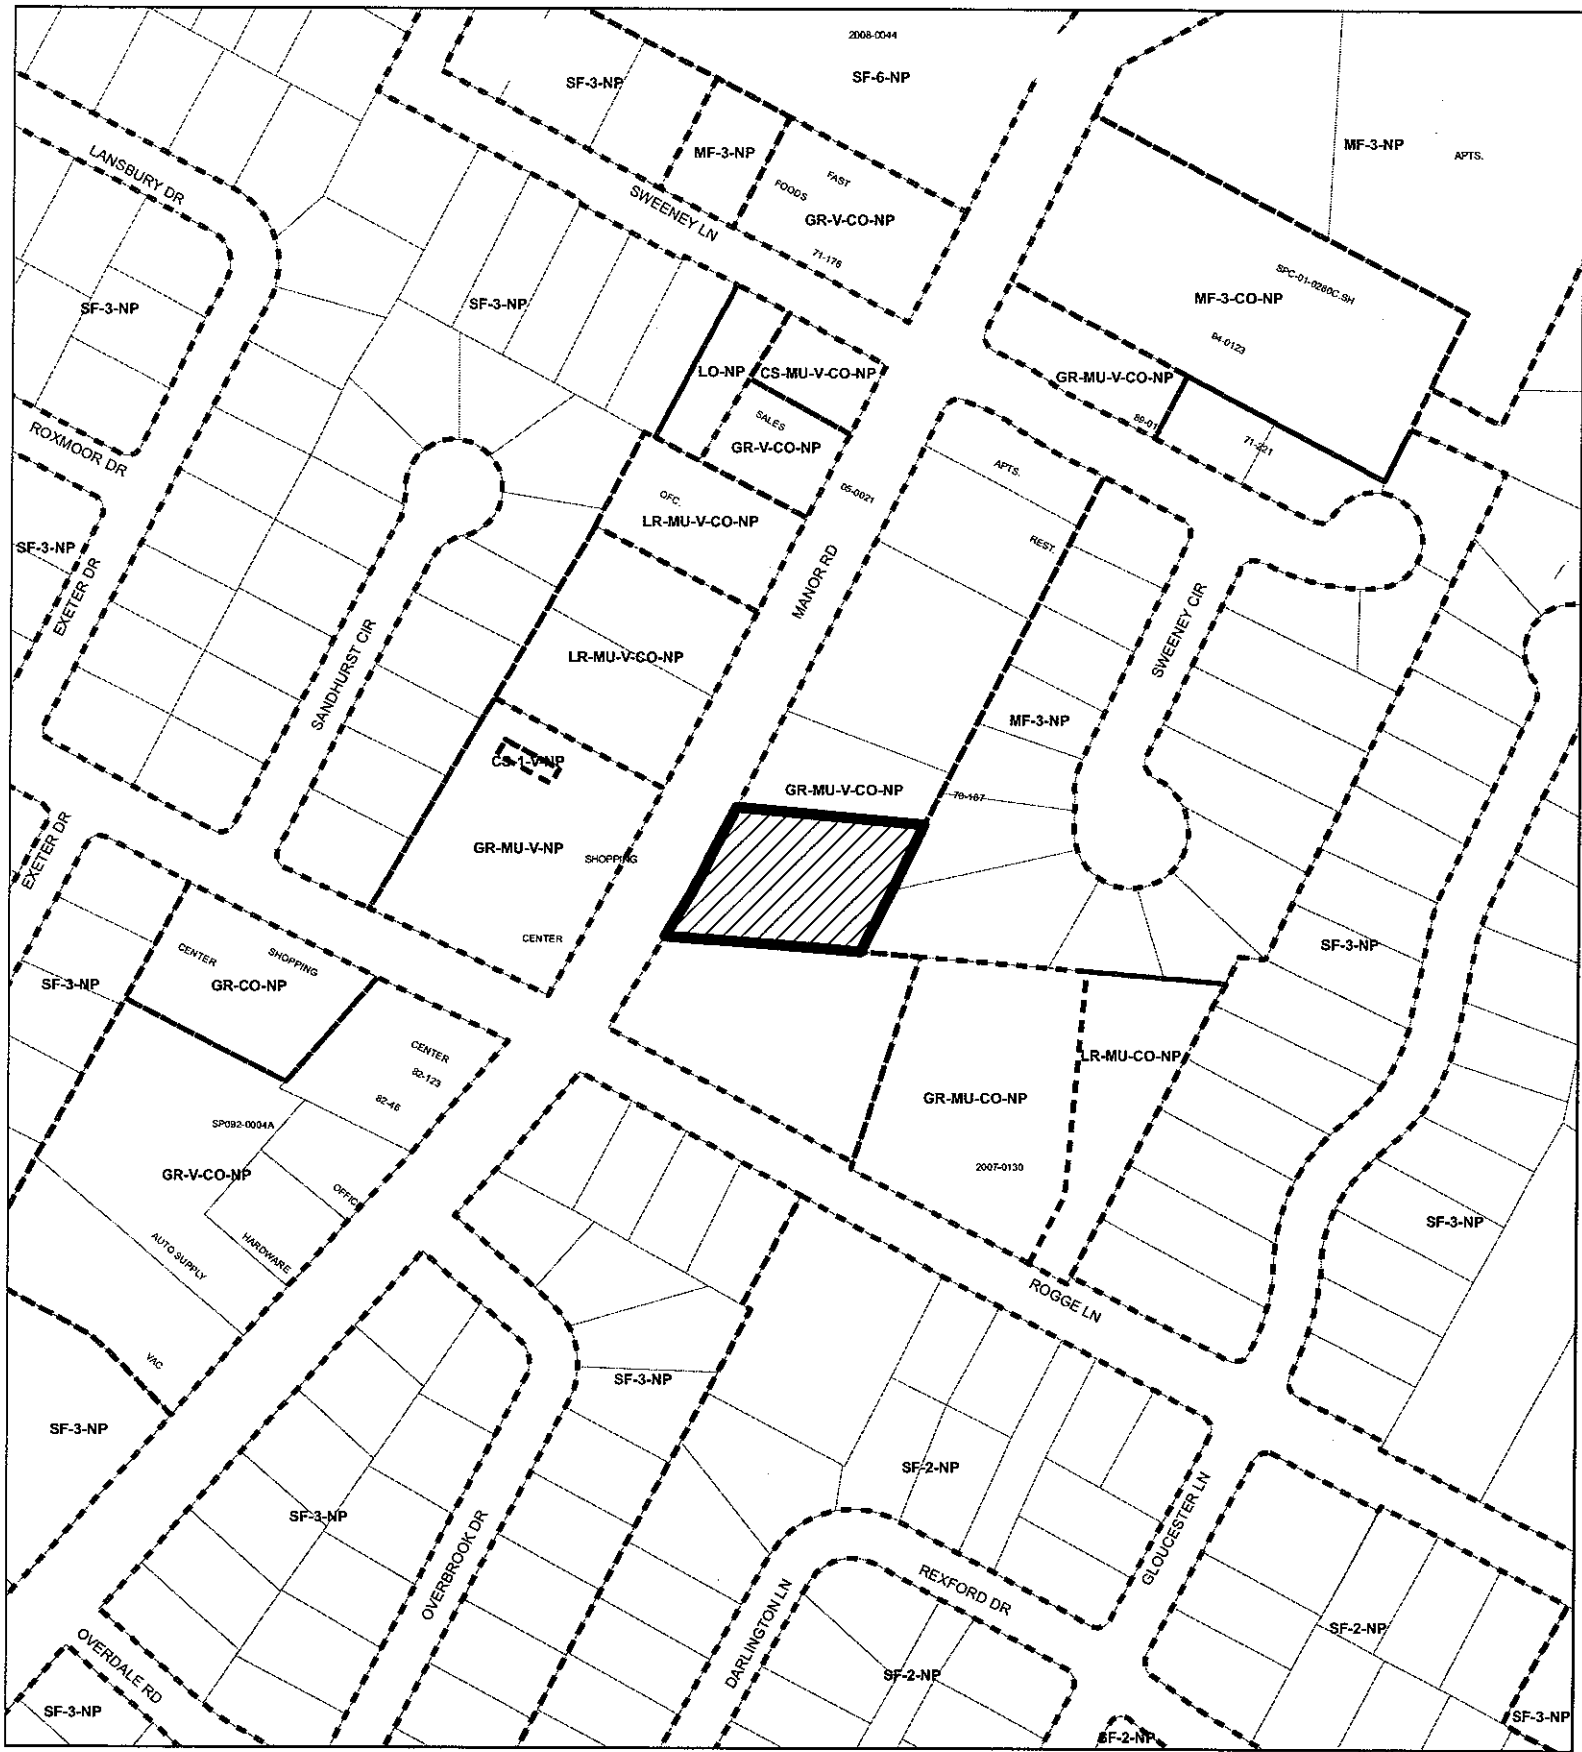 2008-0044
SF-3-NP
SF-6-NP
MF-3-NP
MF-3-NP
APTS.
LANSBURY DR
SWEENEY LN
FAST
FOODS
GR-V-CO-NP
71-176
SF-3-NP
SF-3-NP
SPC-01-0260C.SH
MF-3-CO-NP
94-0123
LO-NP
CS-MU-V-CO-NP
GR-MU-V-CO-NP
SALES
GR-V-CO-NP
71-221
ROXMOOR DR
APTS.
OFC.
LR-MU-V-CO-NP
05-0021
REST.
SF-3-NP
EXETER DR
MANOR RD
SWEENEY CIR
SANDHURST CIR
LR-MU-V-CO-NP
MF-3-NP
CS-1-V-NP
GR-MU-V-CO-NP
70-187
EXETER DR
GR-MU-V-NP
SHOPPING
CENTER
SF-3-NP
SF-3-NP
CENTER
SHOPPING
GR-CO-NP
CENTER
82-123
82-46
LR-MU-CO-NP
GR-MU-CO-NP
SP092-0004A
GR-V-CO-NP
2007-0130
OFFICE
HARDWARE
AUTO SUPPLY
SF-3-NP
ROGGE LN
VAC
SF-3-NP
SF-3-NP
SF-2-NP
SF-3-NP
OVERBROOK DR
GLOUCESTER LN
REXFORD DR
DARLINGTON LN
SF-2-NP
SF-2-NP
OVERDALE RD
SF-3-NP
SF-3-NP
SF-2-NP